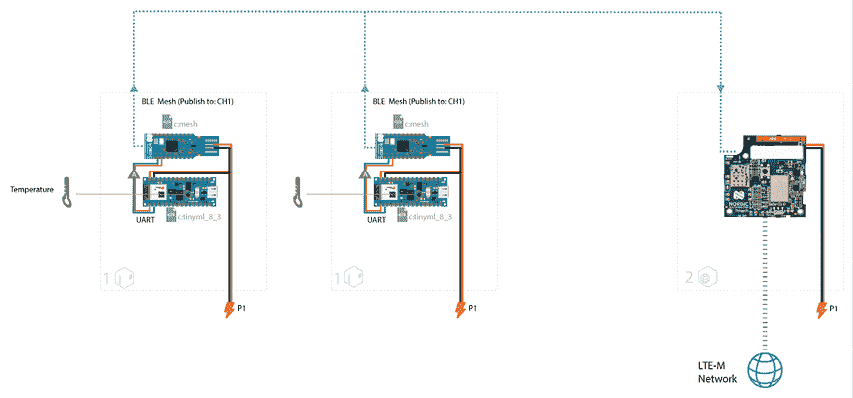 BLE Mesh (Publish to: CH1)
c:mesh
Temperature
UART
c:tinyml_8_3
1
P1
BLE Mesh (Publish to: CH1)
c:mesh
UART
c:tinyml_8_3
1
P1
NORDIC
2
P1
LTE-M
Network